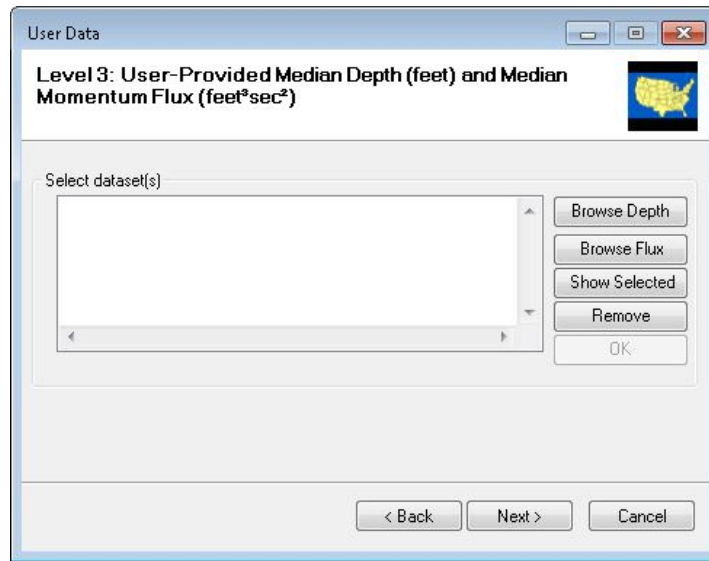 User Data
Level 3: User-Provided Median Depth (feet) and Median
Momentum Flux (feet³sec²)
Select dataset(s)
Browse Depth
Browse Flux
Show Selected
Remove
OK
< Back
Next >
Cancel